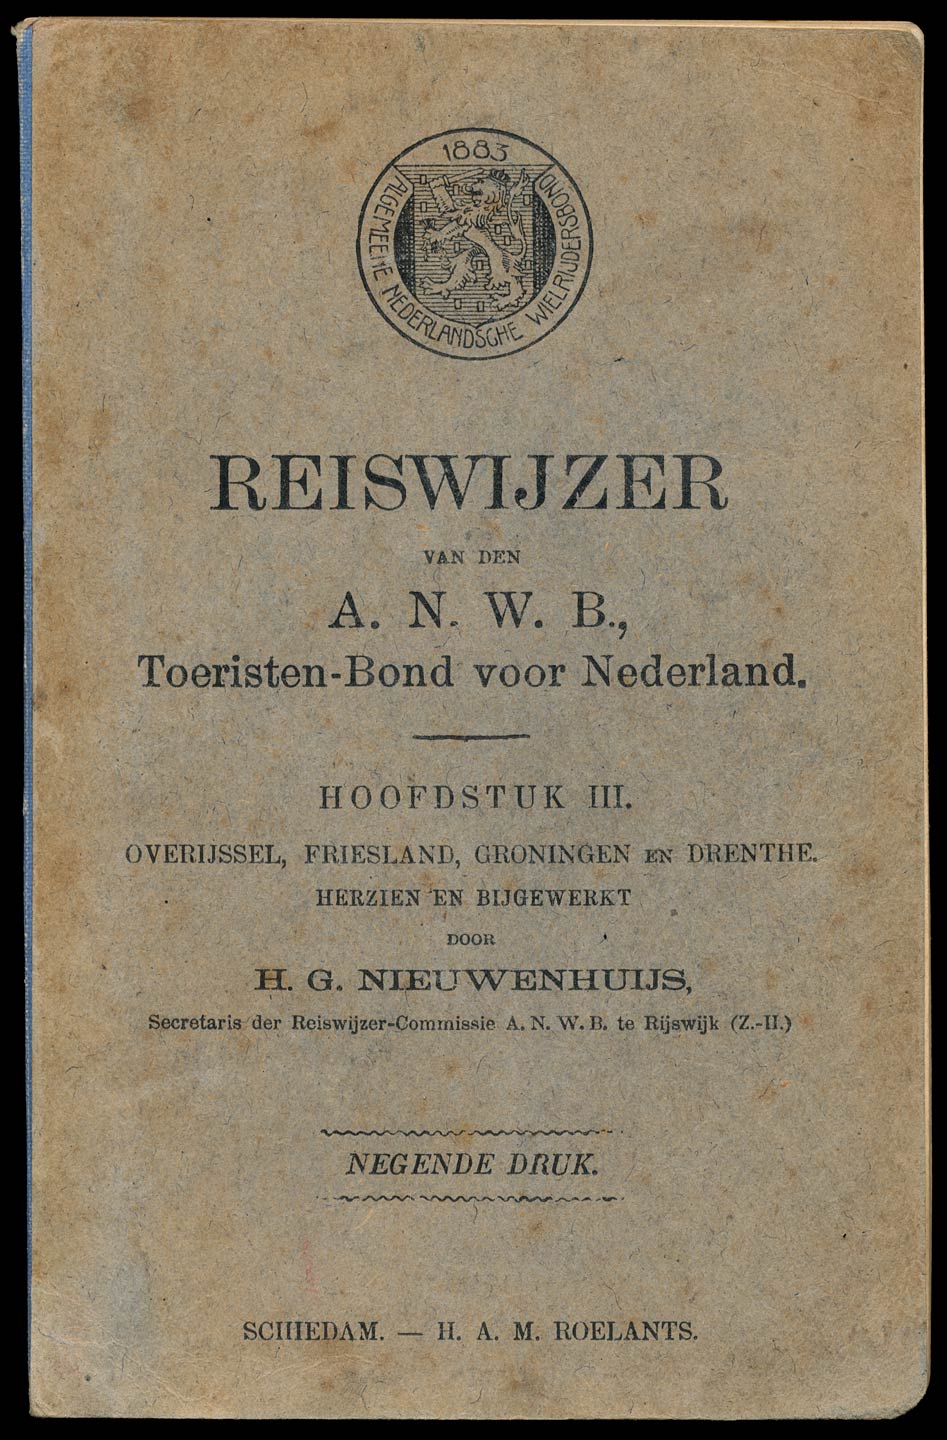 1883
ALGEMEENE NEDERLANDSCHE WIELRIJDERSBOND
REISWIJZER
VAN DEN
A. N. W. B.,
Toeristen-Bond voor Nederland.
HOOFDSTUK III.
OVERIJSSEL, FRIESLAND, GRONINGEN EN DRENTHE.
HERZIEN EN BIJGEWERKT
DOOR
H. G. NIEUWENHUIJS,
Secretaris der Reiswijzer-Commissie A. N. W. B. te Rijswijk (Z.-H.)
NEGENDE DRUK.
SCHIEDAM. — H. A. M. ROELANTS.